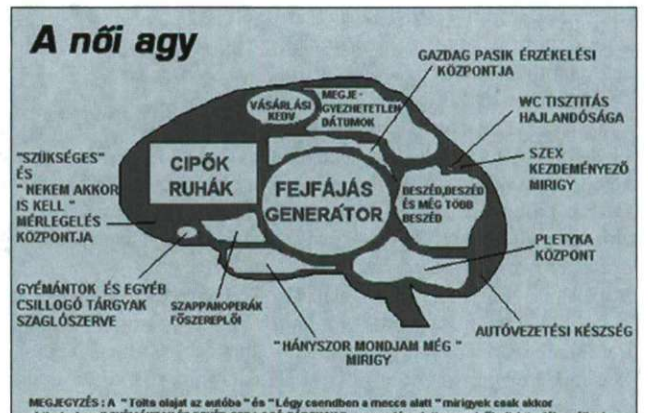 A női agy
GAZDAG PASIK ÉRZÉKELÉSI
KÖZPONTJA
VÁSÁRLÁSI
KEDV
MEGJE-
GYEZHETETLEN
DÁTUMOK
WC TISZTITÁS
HAJLANDÓSÁGA
"SZÜKSÉGES"
ÉS
" NEKEM AKKOR
IS KELL "
MÉRLEGELÉS
KÖZPONTJA
CIPŐK
RUHÁK
FEJFÁJÁS
GENERÁTOR
BESZÉD,BESZÉD
ÉS MÉG TÖBB
BESZÉD
SZEX
KEZDEMÉNYEZŐ
MIRIGY
PLETYKA
KÖZPONT
GYÉMÁNTOK ÉS EGYÉB
CSILLOGÓ TÁRGYAK
SZAGLÓSZERVE
SZAPPANOPERÁK
FŐSZEREPLŐI
" HÁNYSZOR MONDJAM MÉG "
MIRIGY
AUTÓVEZETÉSI KÉSZSÉG
MEGJEGYZÉS : A " Tölts olajat az autóba " és " Légy csendben a meccs alatt " mirigyek csak akkor